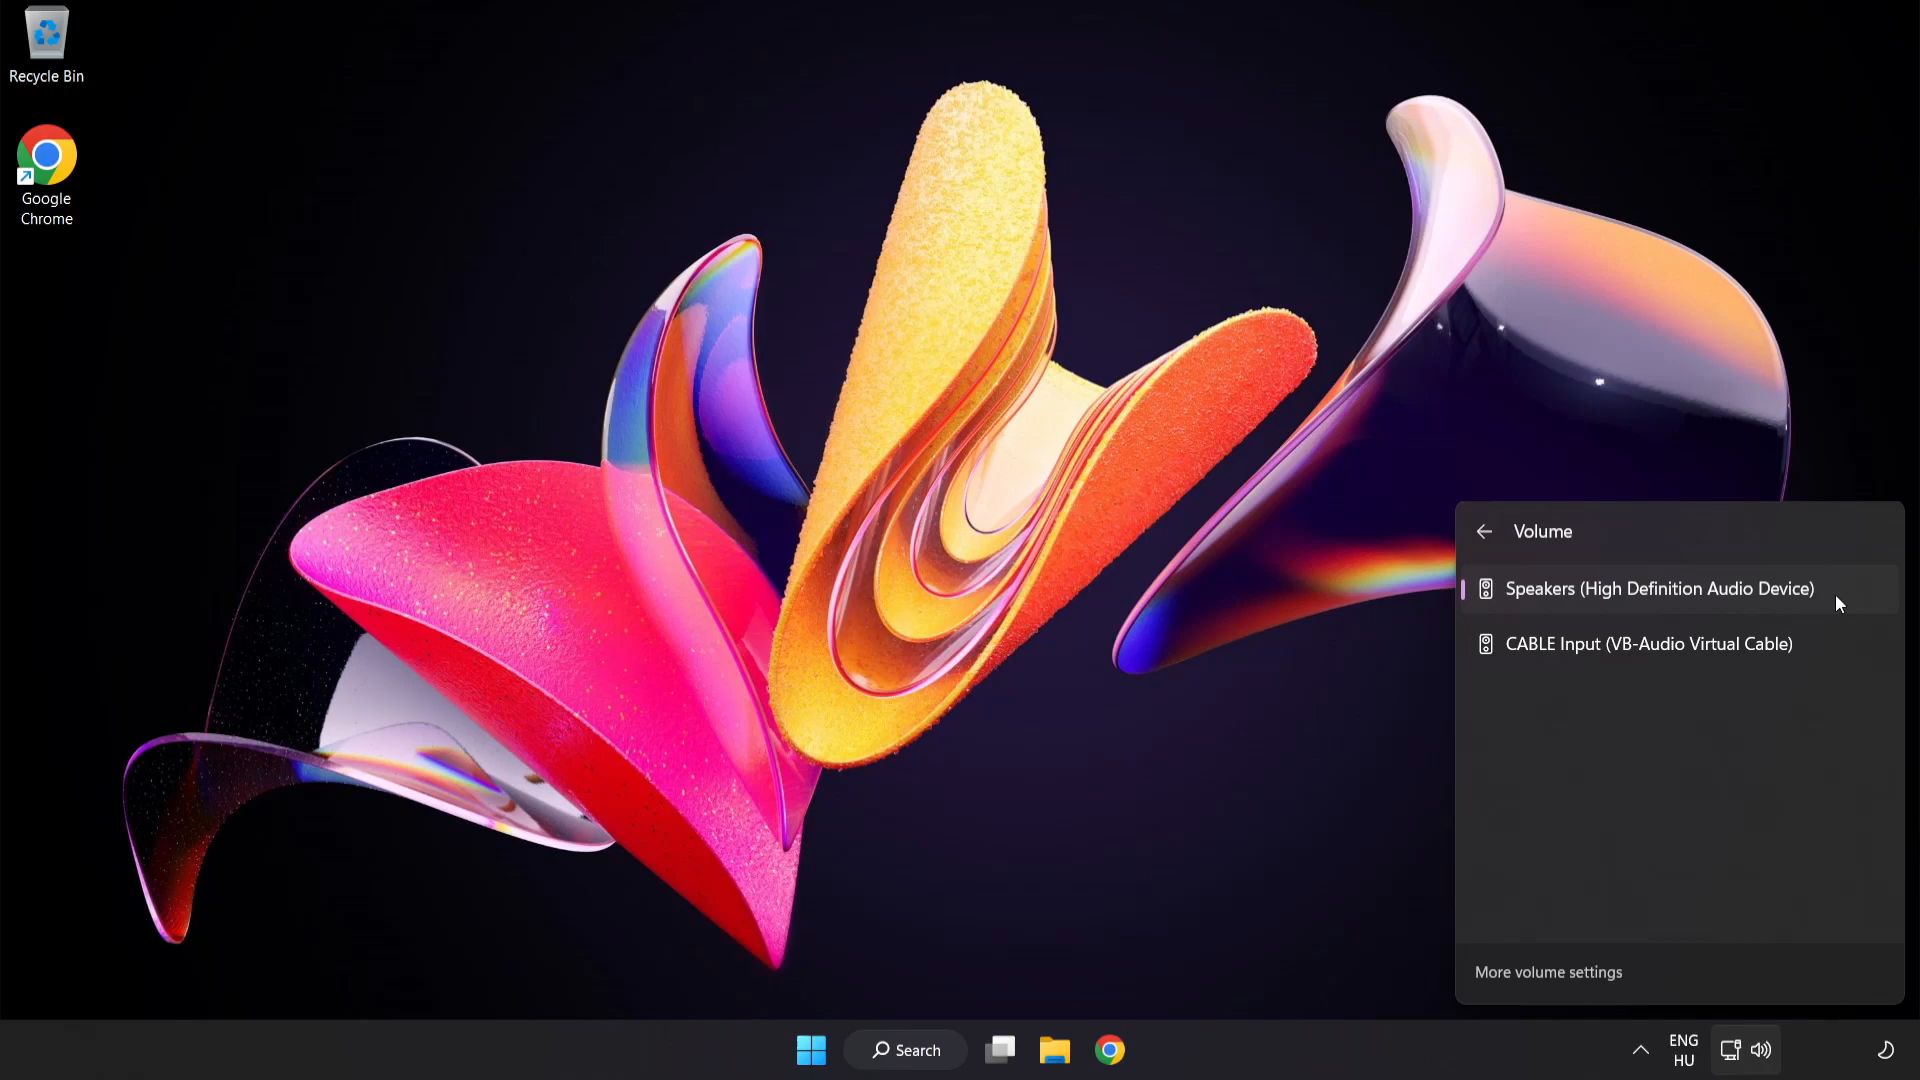 Recycle Bin
Google
Chrome
Volume
Speakers (High Definition Audio Device)
CABLE Input (VB-Audio Virtual Cable)
More volume settings
Search
ENG
HU